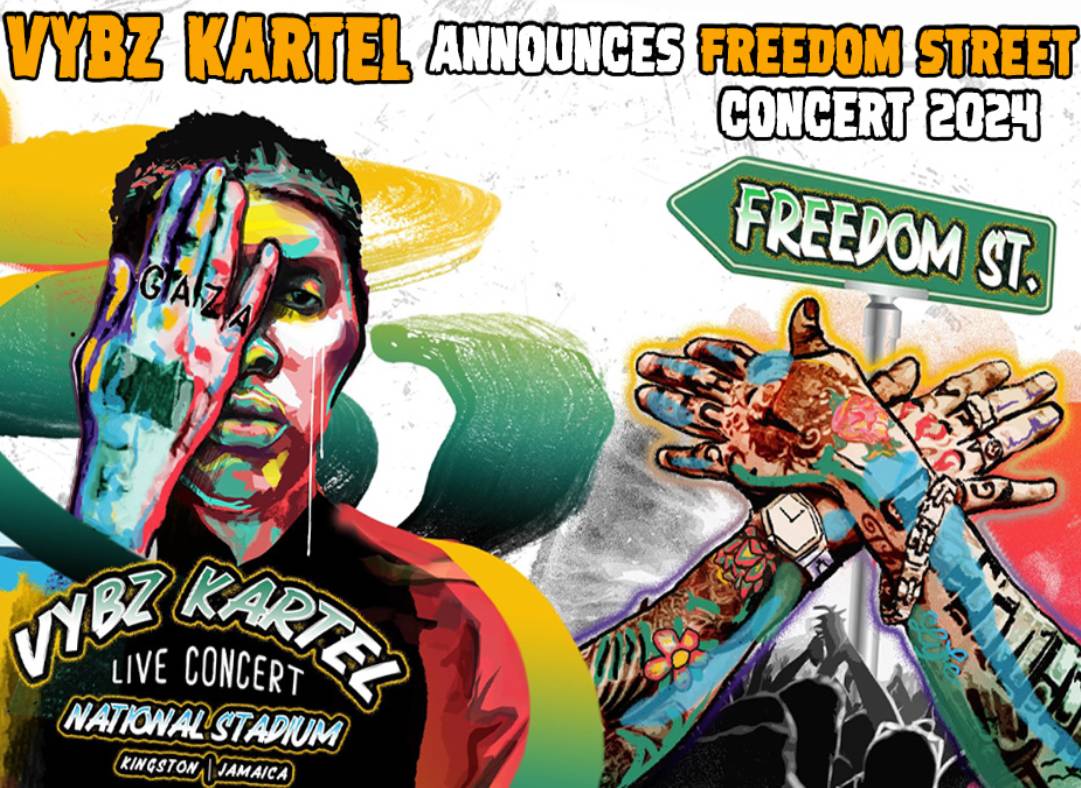 VYBZ KARTEL ANNOUNCES FREEDOM STREET
CONCERT 2024
FREEDOM ST.
GAZA
VYBZ KARTEL
LIVE CONCERT
NATIONAL STADIUM
KINGSTON | JAMAICA